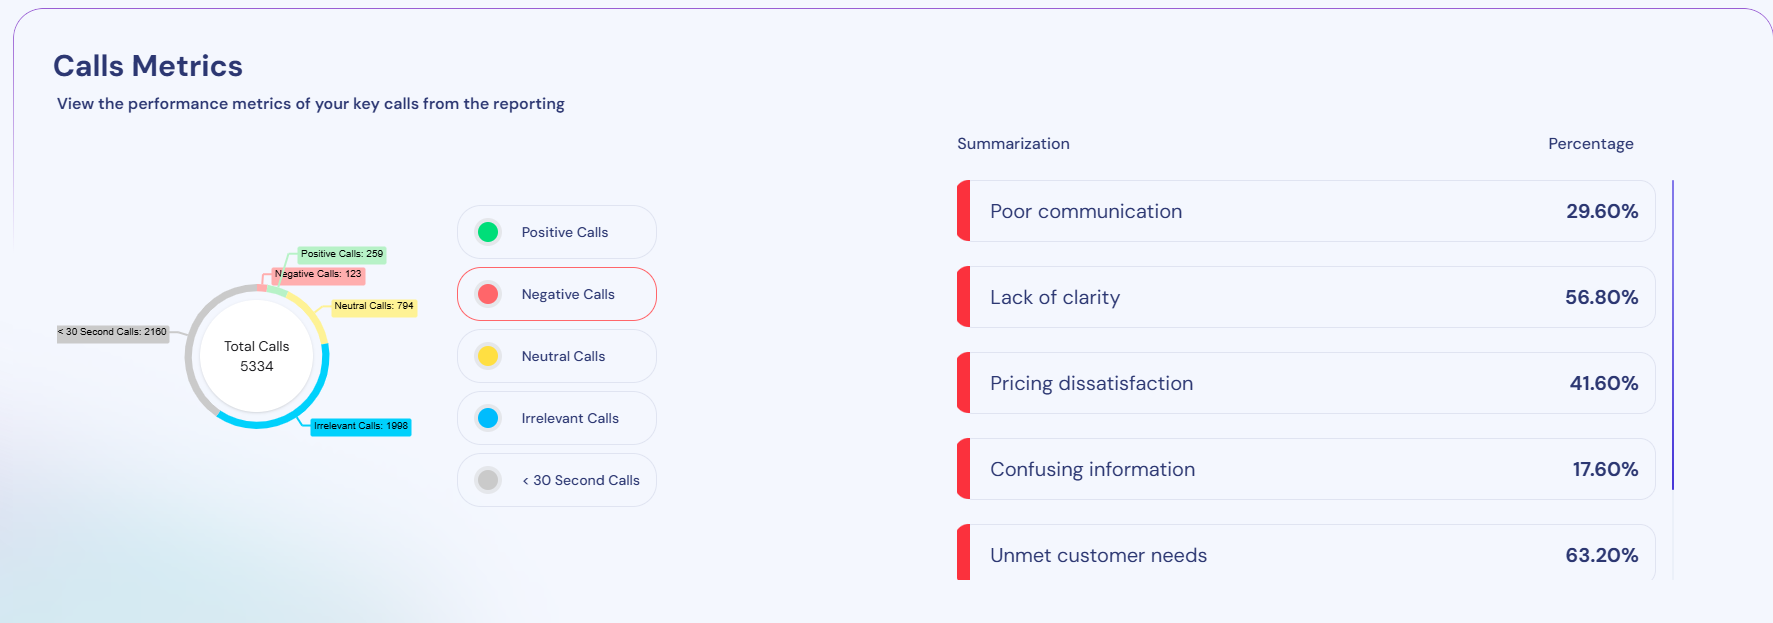 Calls Metrics
View the performance metrics of your key calls from the reporting
Positive Calls: 259
Negative Calls: 123
Neutral Calls: 794
< 30 Second Calls: 2160
Total Calls
5334
Irrelevant Calls: 1998
Positive Calls
Negative Calls
Neutral Calls
Irrelevant Calls
< 30 Second Calls
Summarization Percentage
Poor communication 29.60%
Lack of clarity 56.80%
Pricing dissatisfaction 41.60%
Confusing information 17.60%
Unmet customer needs 63.20%